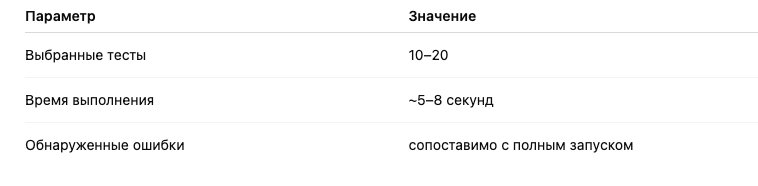 Параметр Значение
Выбранные тесты 10–20
Время выполнения ~5–8 секунд
Обнаруженные ошибки сопоставимо с полным запуском